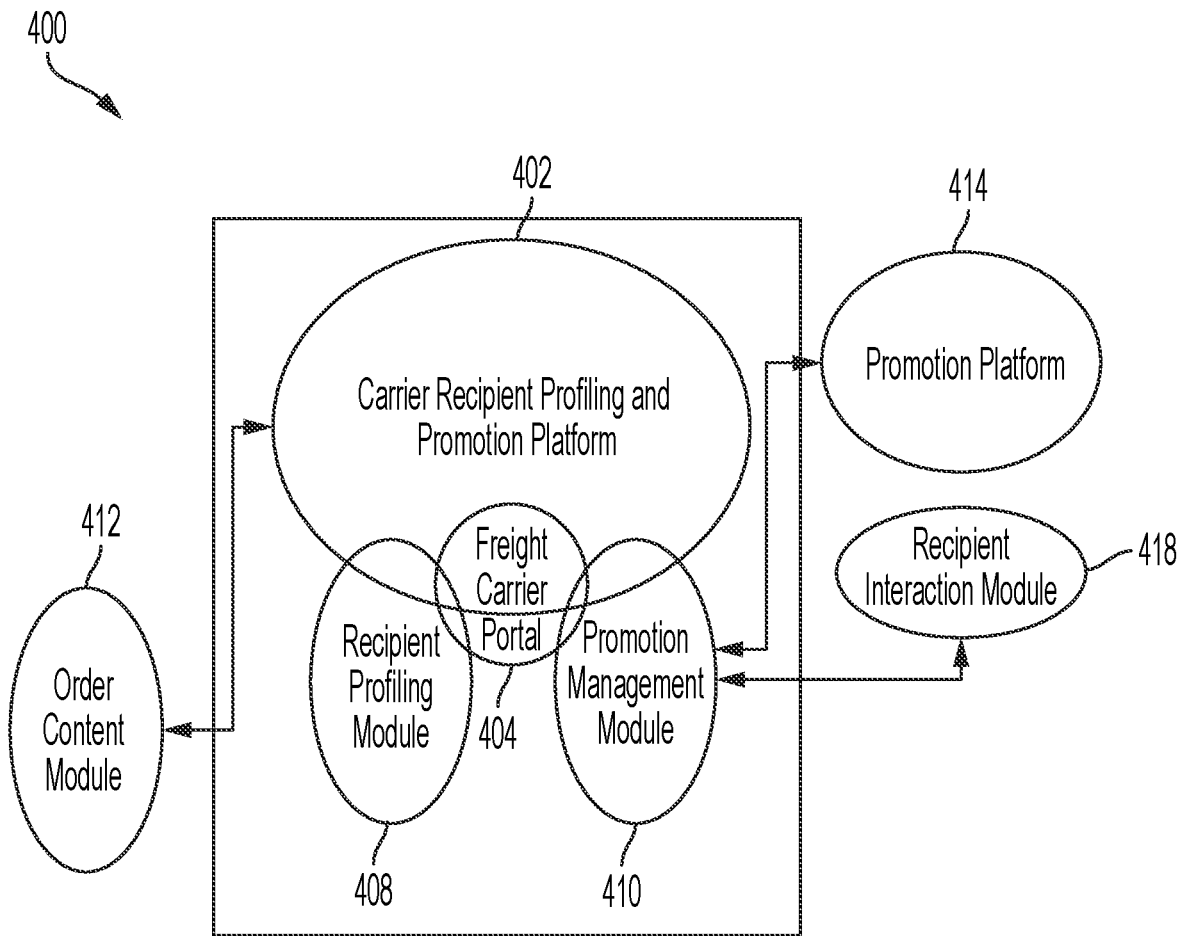 400
402
414
Carrier Recipient Profiling and
Promotion Platform
Promotion Platform
412
Freight
Carrier
Portal
Recipient
Interaction Module
418
Order
Content
Module
Recipient
Profiling
Module
404
Promotion
Management
Module
408
410